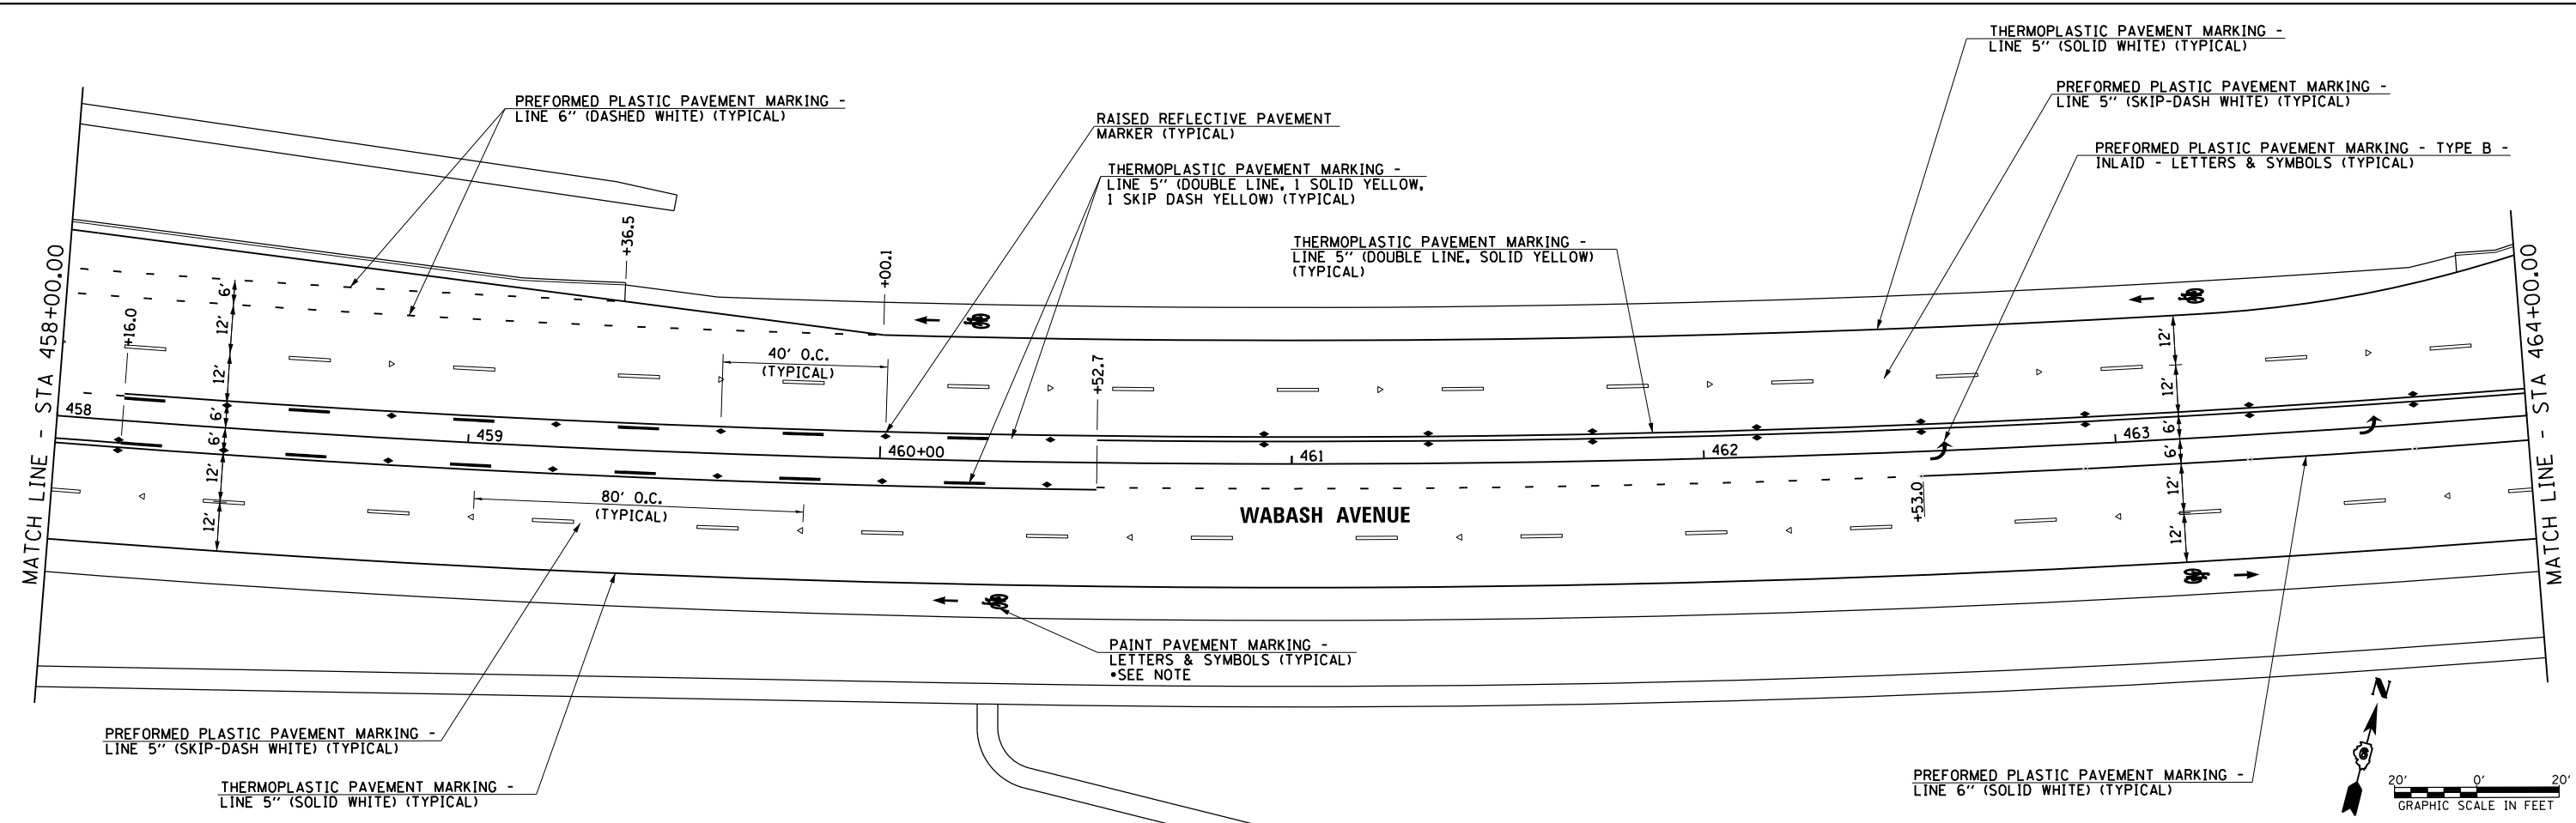 THERMOPLASTIC PAVEMENT MARKING -
LINE 5" (SOLID WHITE) (TYPICAL)
PREFORMED PLASTIC PAVEMENT MARKING -
LINE 6" (DASHED WHITE) (TYPICAL)
PREFORMED PLASTIC PAVEMENT MARKING -
LINE 5" (SKIP-DASH WHITE) (TYPICAL)
RAISED REFLECTIVE PAVEMENT
MARKER (TYPICAL)
PREFORMED PLASTIC PAVEMENT MARKING - TYPE B -
INLAID - LETTERS & SYMBOLS (TYPICAL)
THERMOPLASTIC PAVEMENT MARKING -
LINE 5" (DOUBLE LINE, 1 SOLID YELLOW,
1 SKIP DASH YELLOW) (TYPICAL)
THERMOPLASTIC PAVEMENT MARKING -
LINE 5" (DOUBLE LINE, SOLID YELLOW)
(TYPICAL)
MATCH LINE - STA 458+00.00
+16.0
6'
12'
12'
6'
6'
12'
12'
+36.5
+00.1
40' O.C.
(TYPICAL)
+52.7
458
459
460+00
461
462
463
80' O.C.
(TYPICAL)
WABASH AVENUE
+53.0
12'
12'
6'
6'
12'
12'
MATCH LINE - STA 464+00.00
PAINT PAVEMENT MARKING -
LETTERS & SYMBOLS (TYPICAL)
•SEE NOTE
PREFORMED PLASTIC PAVEMENT MARKING -
LINE 5" (SKIP-DASH WHITE) (TYPICAL)
THERMOPLASTIC PAVEMENT MARKING -
LINE 5" (SOLID WHITE) (TYPICAL)
PREFORMED PLASTIC PAVEMENT MARKING -
LINE 6" (SOLID WHITE) (TYPICAL)
N
20' 0' 20'
GRAPHIC SCALE IN FEET